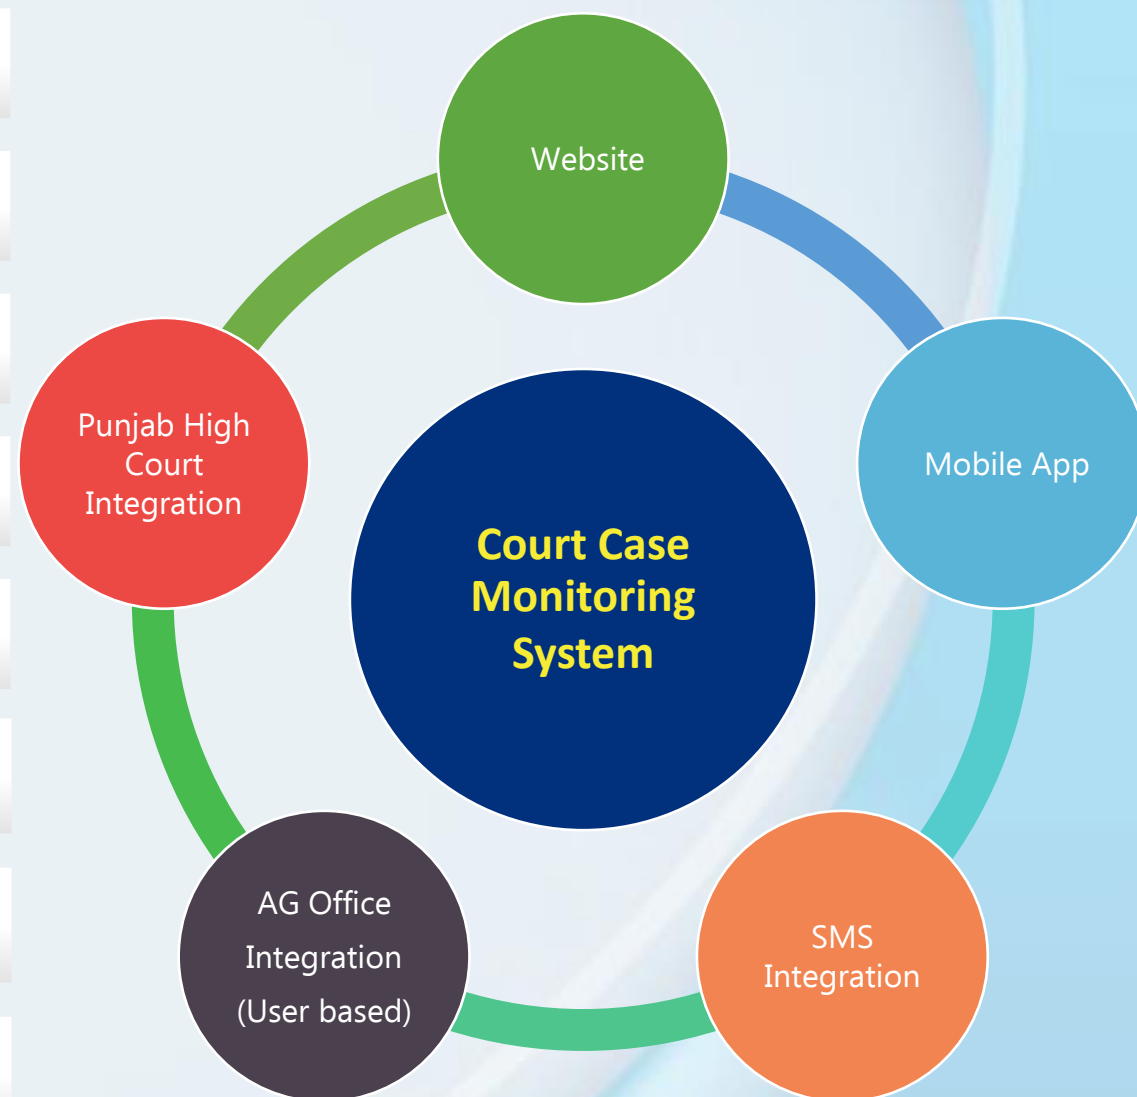 Website
Punjab High
Court
Integration
Mobile App
Court Case
Monitoring
System
AG Office
Integration
(User based)
SMS
Integration